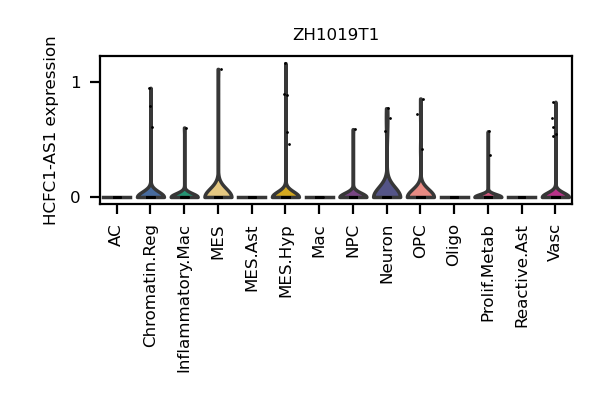 ZH1019T1
HCFC1-AS1 expression
1
0
AC
Chromatin.Reg
Inflammatory.Mac
MES
MES.Ast
MES.Hyp
Mac
NPC
Neuron
OPC
Oligo
Prolif.Metab
Reactive.Ast
Vasc